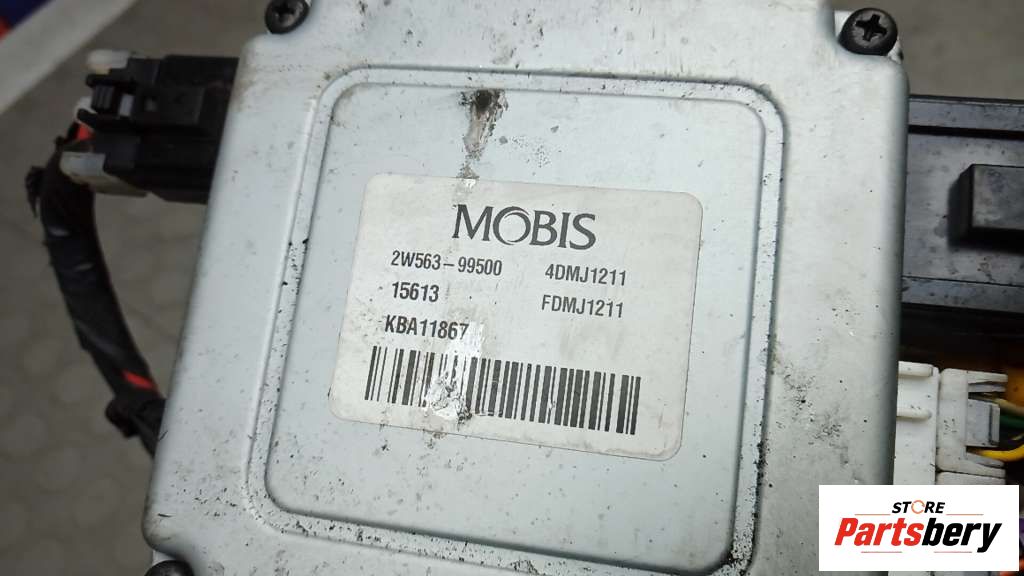 MOBIS
2W563-99500 4DMJ1211
15613 FDMJ1211
KBA11867
STORE
Partsbery